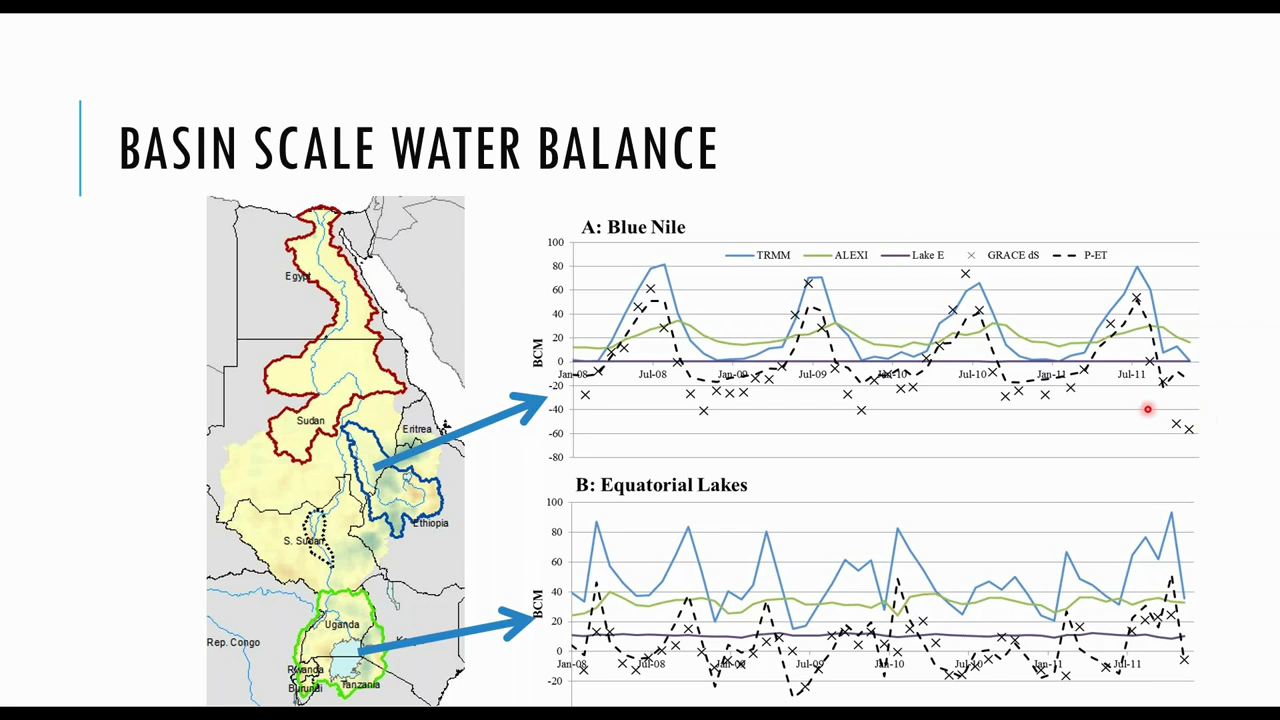 BASIN SCALE WATER BALANCE
Egypt
Sudan
Eritrea
Ethiopia
S. Sudan
Uganda
Rep. Congo
Rwanda
Burundi
Tanzania
A: Blue Nile
TRMM ALEXI Lake E GRACE dS P-ET
BCM
100
80
60
40
20
0
-20
-40
-60
-80
Jan-08 Jul-08 Jan-09 Jul-09 Jan-10 Jul-10 Jan-11 Jul-11
B: Equatorial Lakes
BCM
100
80
60
40
20
0
-20
Jan-08 Jul-08 Jan-09 Jul-09 Jan-10 Jul-10 Jan-11 Jul-11